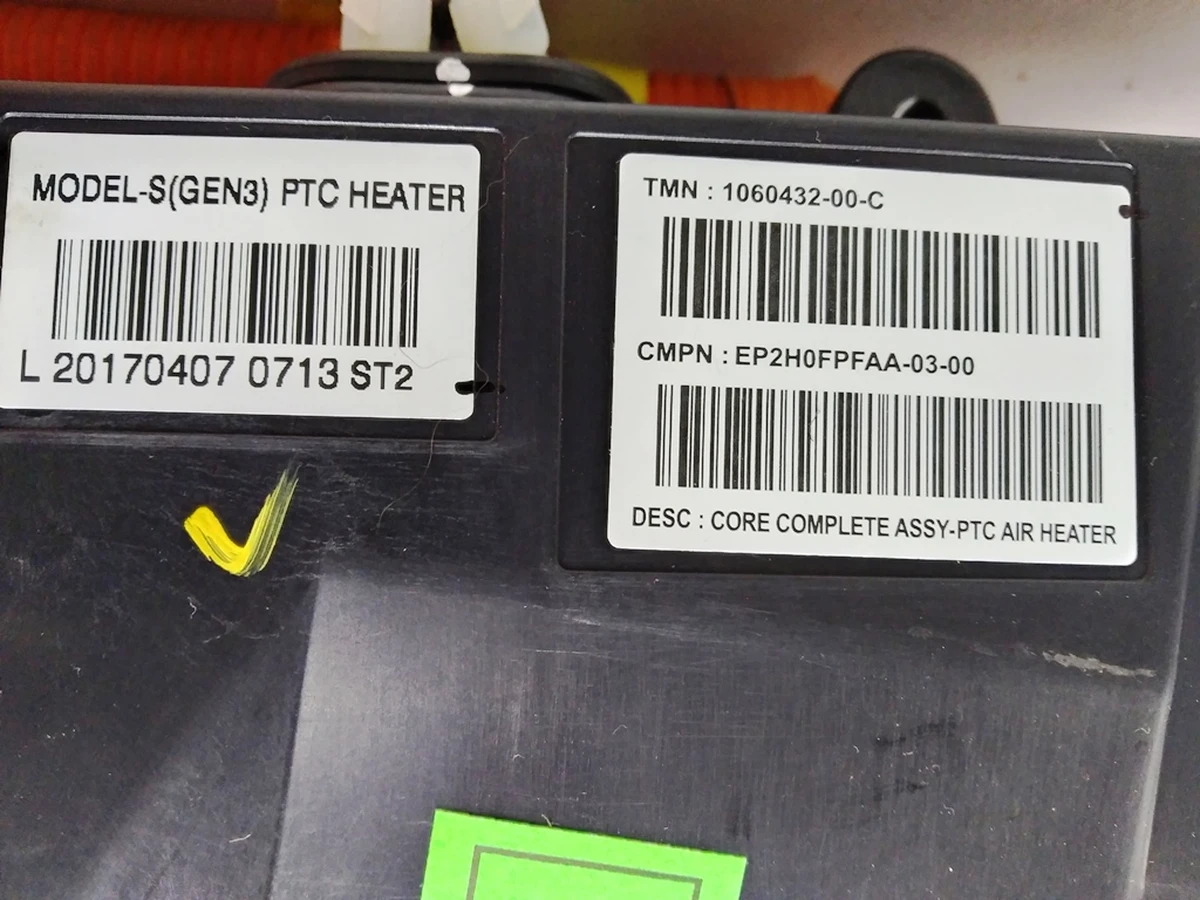 MODEL-S(GEN3) PTC HEATER
L 20170407 0713 ST2
TMN : 1060432-00-C
CMPN : EP2H0FPFAA-03-00
DESC : CORE COMPLETE ASSY-PTC AIR HEATER